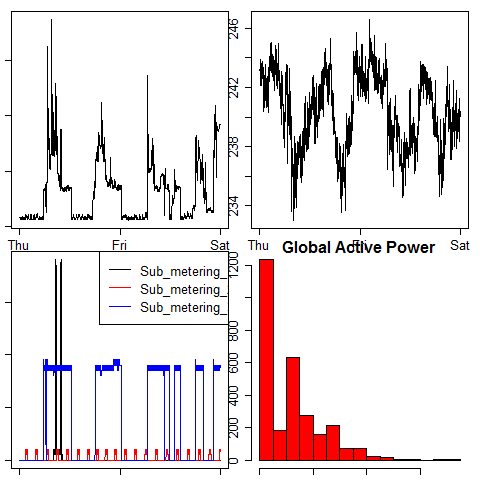 246
242
238
234
Thu
Fri
Sat
Thu
Fri
Sat
Global Active Power
Sub_metering_
Sub_metering_
Sub_metering_
1200
800
600
400
200
0